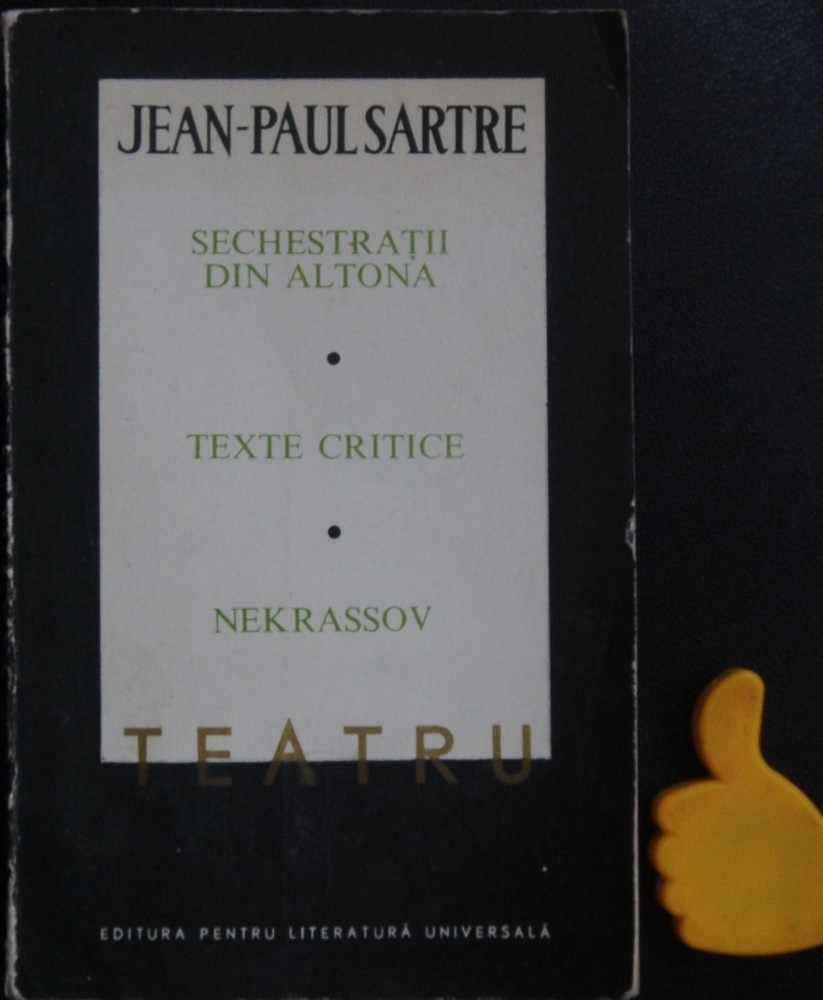 JEAN-PAUL SARTRE
SECHESTRAȚII
DIN ALTONA
•
TEXTE CRITICE
•
NEKRASSOV
TEATRU
EDITURA PENTRU LITERATURĂ UNIVERSALĂ